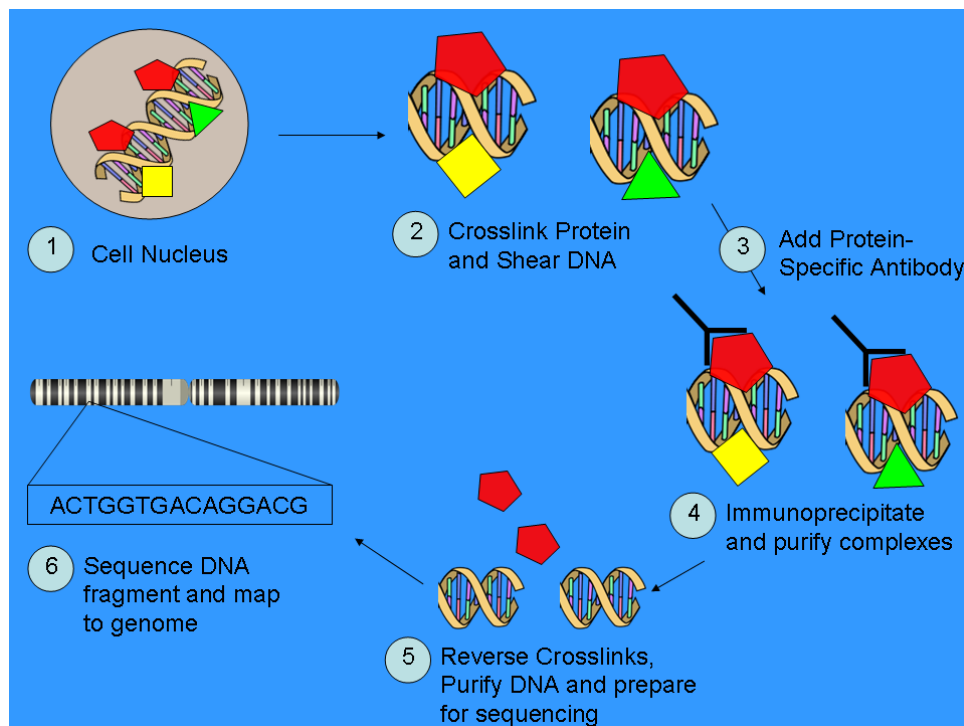 1
Cell Nucleus
2
Crosslink Protein
and Shear DNA
3
Add Protein-
Specific Antibody
4
Immunoprecipitate
and purify complexes
5
Reverse Crosslinks,
Purify DNA and prepare
for sequencing
6
Sequence DNA
fragment and map
to genome
ACTGGTGACAGGACG